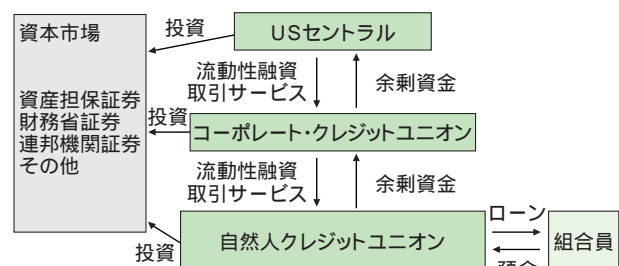 資本市場
資産担保証券
財務省証券
連邦機関証券
その他
投資
USセントラル
流動性融資
取引サービス
余剰資金
投資
コーポレート・クレジットユニオン
流動性融資
取引サービス
余剰資金
投資
自然人クレジットユニオン
ローン
組合員